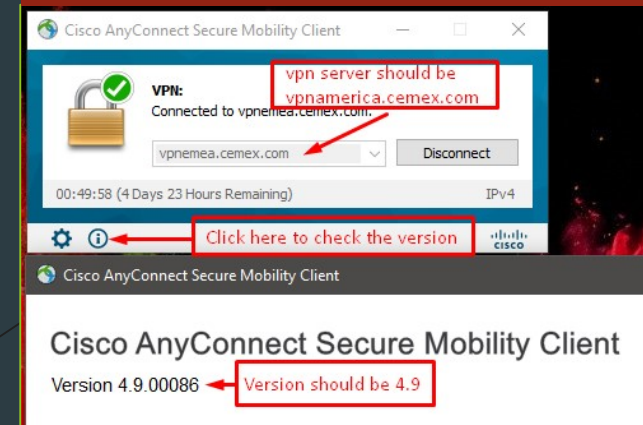 Cisco AnyConnect Secure Mobility Client
vpn server should be
vpnamerica.cemex.com
VPN:
Connected to vpnemea.cemex.com.
vpnemea.cemex.com
Disconnect
00:49:58 (4 Days 23 Hours Remaining)
IPv4
Click here to check the version
cisco
Cisco AnyConnect Secure Mobility Client
Cisco AnyConnect Secure Mobility Client
Version 4.9.00086
Version should be 4.9